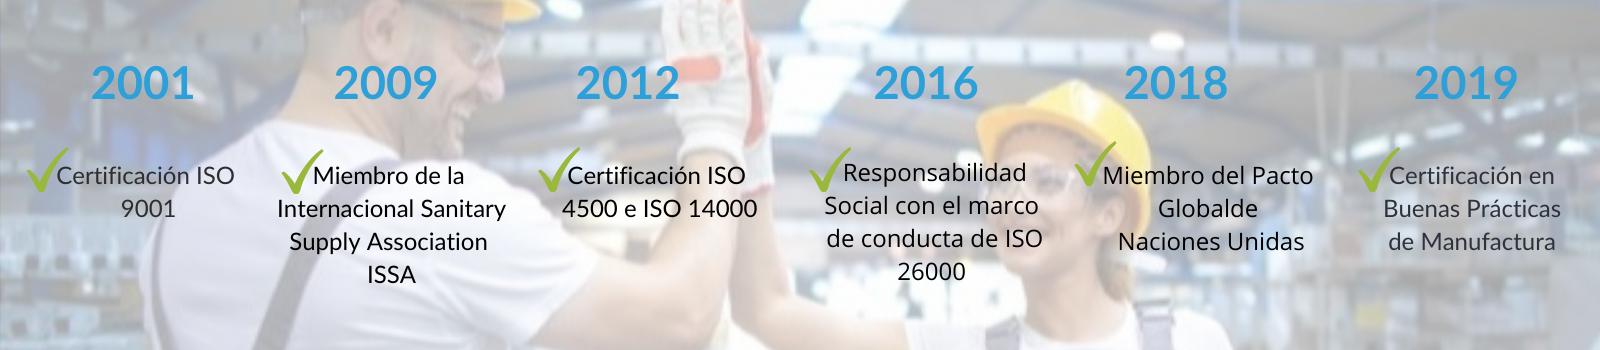 2001
Certificación ISO
9001
2009
Miembro de la
Internacional Sanitary
Supply Association
ISSA
2012
Certificación ISO
4500 e ISO 14000
2016
Responsabilidad
Social con el marco
de conducta de ISO
26000
2018
Miembro del Pacto
Globalde
Naciones Unidas
2019
Certificación en
Buenas Prácticas
de Manufactura